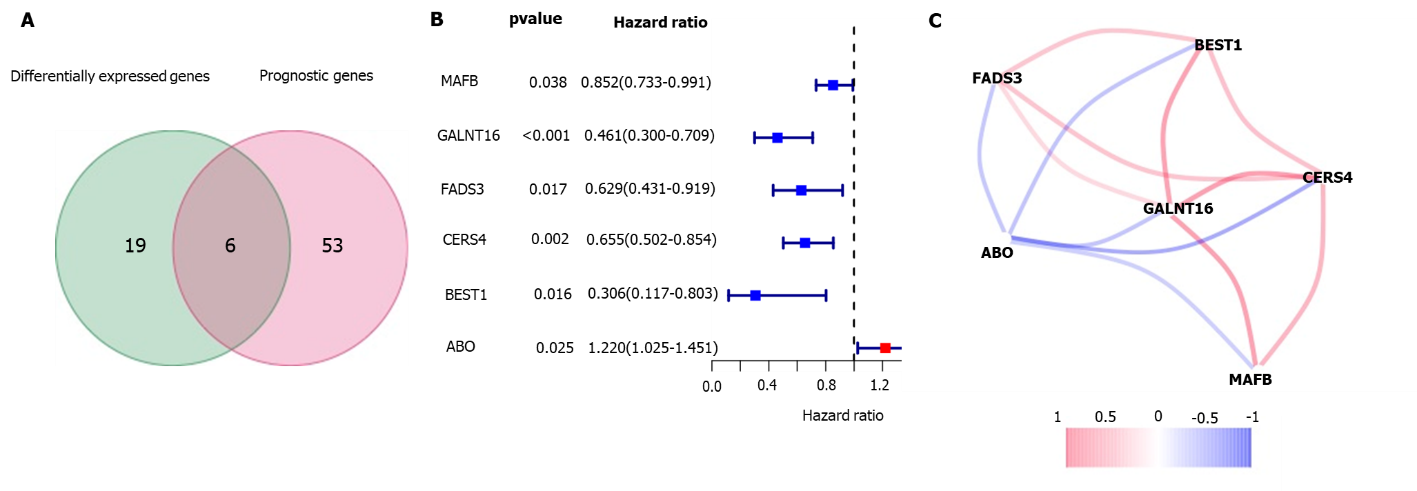 A
Differentially expressed genes
Prognostic genes
19
6
53
B
pvalue
Hazard ratio
MAFB 0.038 0.852(0.733-0.991)
GALNT16 <0.001 0.461(0.300-0.709)
FADS3 0.017 0.629(0.431-0.919)
CERS4 0.002 0.655(0.502-0.854)
BEST1 0.016 0.306(0.117-0.803)
ABO 0.025 1.220(1.025-1.451)
0.0 0.4 0.8 1.2
Hazard ratio
C
BEST1
FADS3
CERS4
GALNT16
ABO
MAFB
1 0.5 0 -0.5 -1